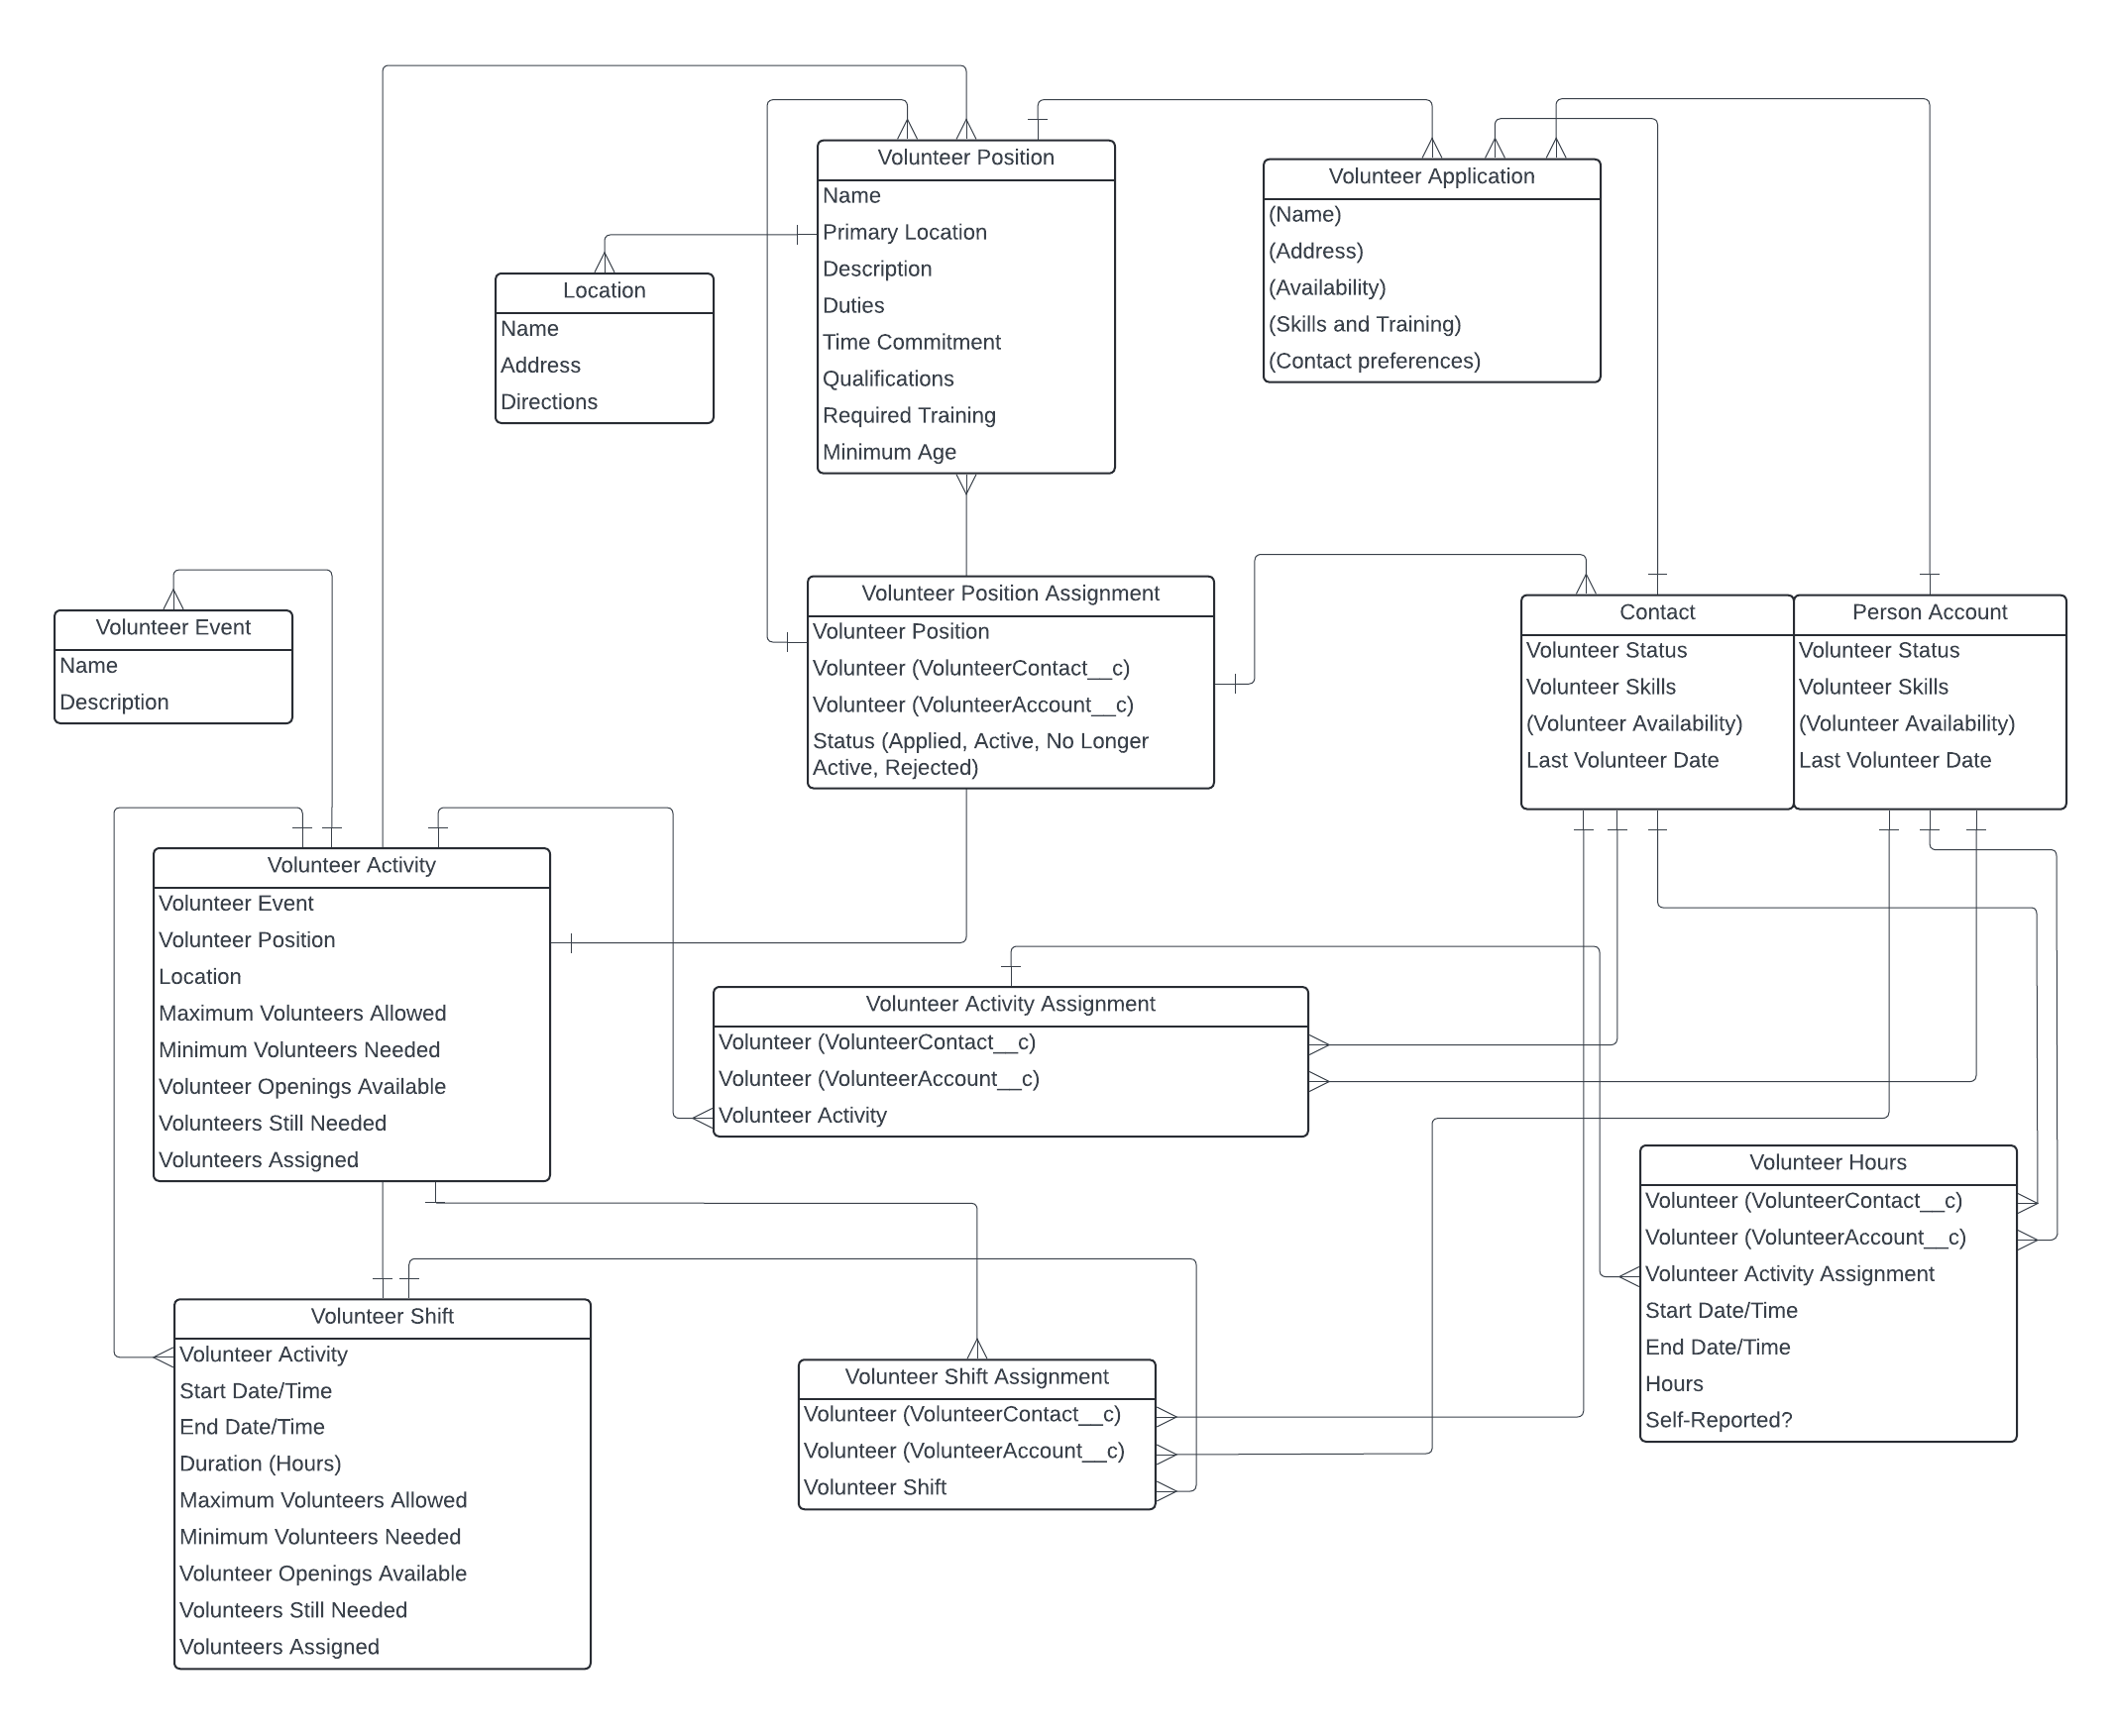 Volunteer Position
Name
Primary Location
Description
Duties
Time Commitment
Qualifications
Required Training
Minimum Age
Volunteer Application
(Name)
(Address)
(Availability)
(Skills and Training)
(Contact preferences)
Location
Name
Address
Directions
Volunteer Event
Name
Description
Volunteer Position Assignment
Volunteer Position
Volunteer (VolunteerContact__c)
Volunteer (VolunteerAccount__c)
Status (Applied, Active, No Longer
Active, Rejected)
Contact
Volunteer Status
Volunteer Skills
(Volunteer Availability)
Last Volunteer Date
Person Account
Volunteer Status
Volunteer Skills
(Volunteer Availability)
Last Volunteer Date
Volunteer Activity
Volunteer Event
Volunteer Position
Location
Maximum Volunteers Allowed
Minimum Volunteers Needed
Volunteer Openings Available
Volunteers Still Needed
Volunteers Assigned
Volunteer Activity Assignment
Volunteer (VolunteerContact__c)
Volunteer (VolunteerAccount__c)
Volunteer Activity
Volunteer Hours
Volunteer (VolunteerContact__c)
Volunteer (VolunteerAccount__c)
Volunteer Activity Assignment
Start Date/Time
End Date/Time
Hours
Self-Reported?
Volunteer Shift
Volunteer Activity
Start Date/Time
End Date/Time
Duration (Hours)
Maximum Volunteers Allowed
Minimum Volunteers Needed
Volunteer Openings Available
Volunteers Still Needed
Volunteers Assigned
Volunteer Shift Assignment
Volunteer (VolunteerContact__c)
Volunteer (VolunteerAccount__c)
Volunteer Shift